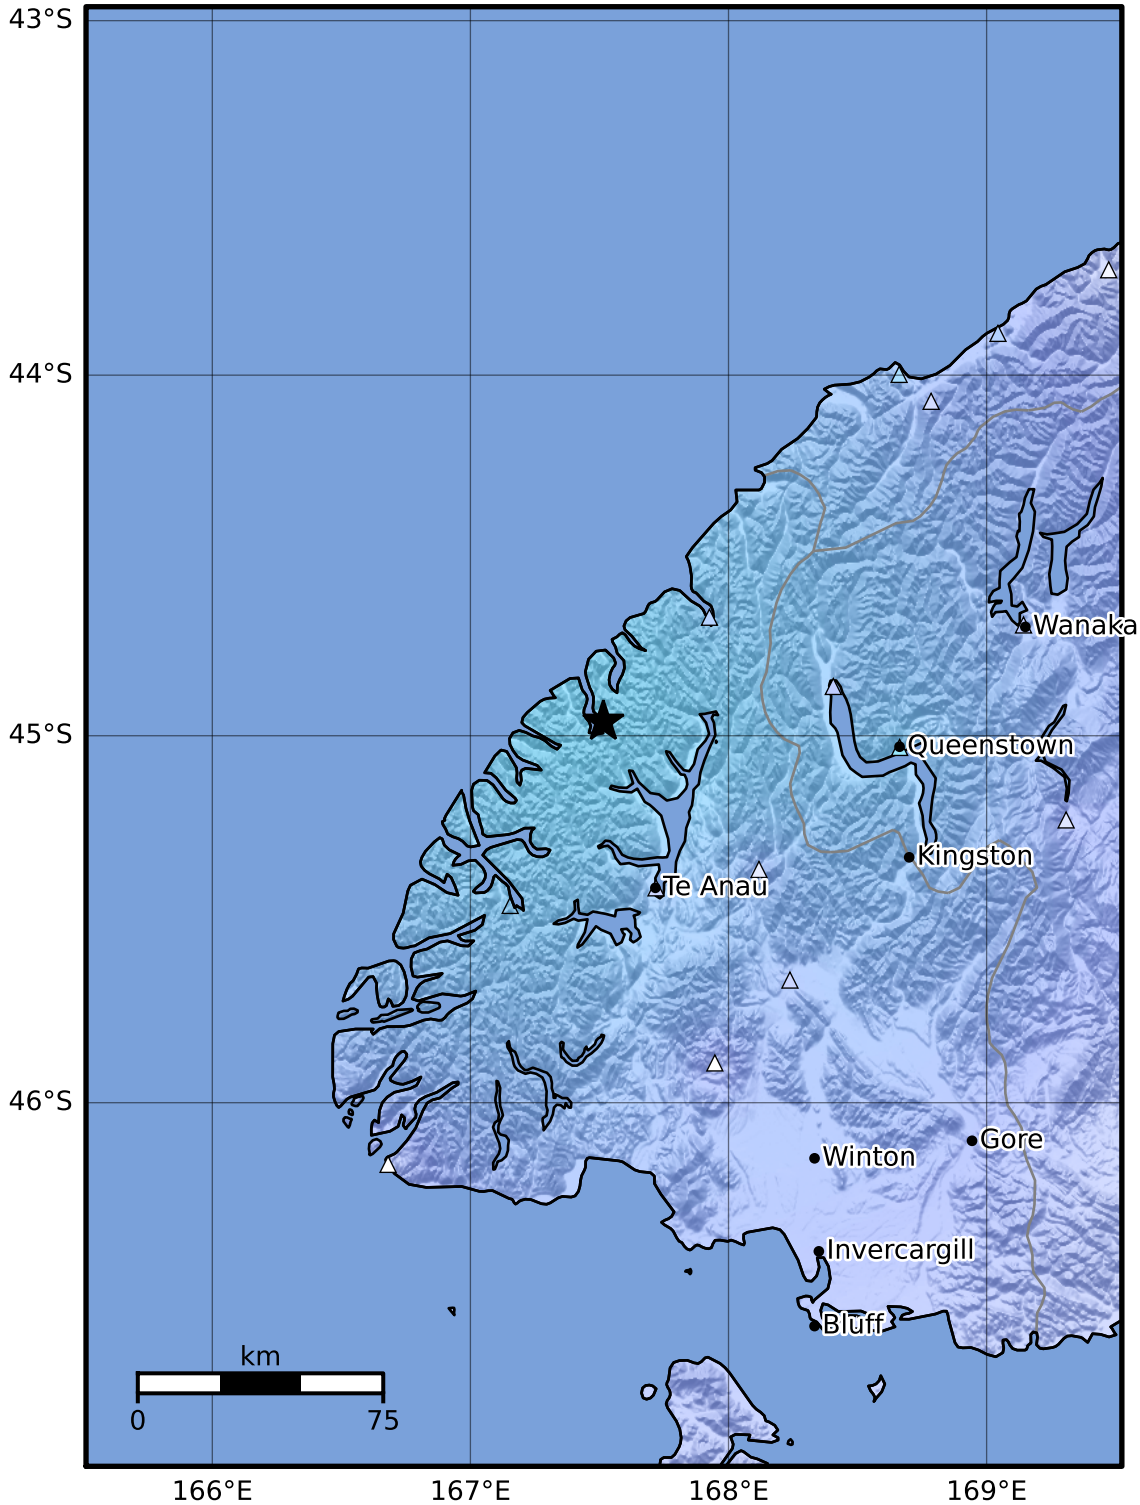 43°S
44°S
Wanaka
45°S
Queenstown
Kingston
Te Anau
46°S
Gore
Winton
Invercargill
Bluff
km
0 75
166°E 167°E 168°E 169°E